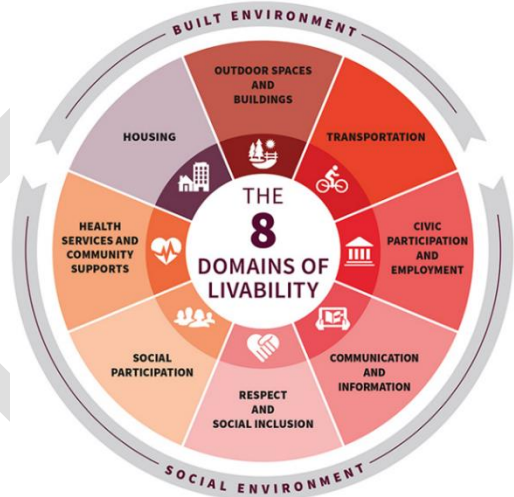 BUILT ENVIRONMENT
OUTDOOR SPACES
AND
BUILDINGS
TRANSPORTATION
CIVIC
PARTICIPATION
AND
EMPLOYMENT
COMMUNICATION
AND
INFORMATION
RESPECT
AND
SOCIAL INCLUSION
SOCIAL
PARTICIPATION
HEALTH
SERVICES AND
COMMUNITY
SUPPORTS
HOUSING
THE
8
DOMAINS OF
LIVABILITY
SOCIAL ENVIRONMENT